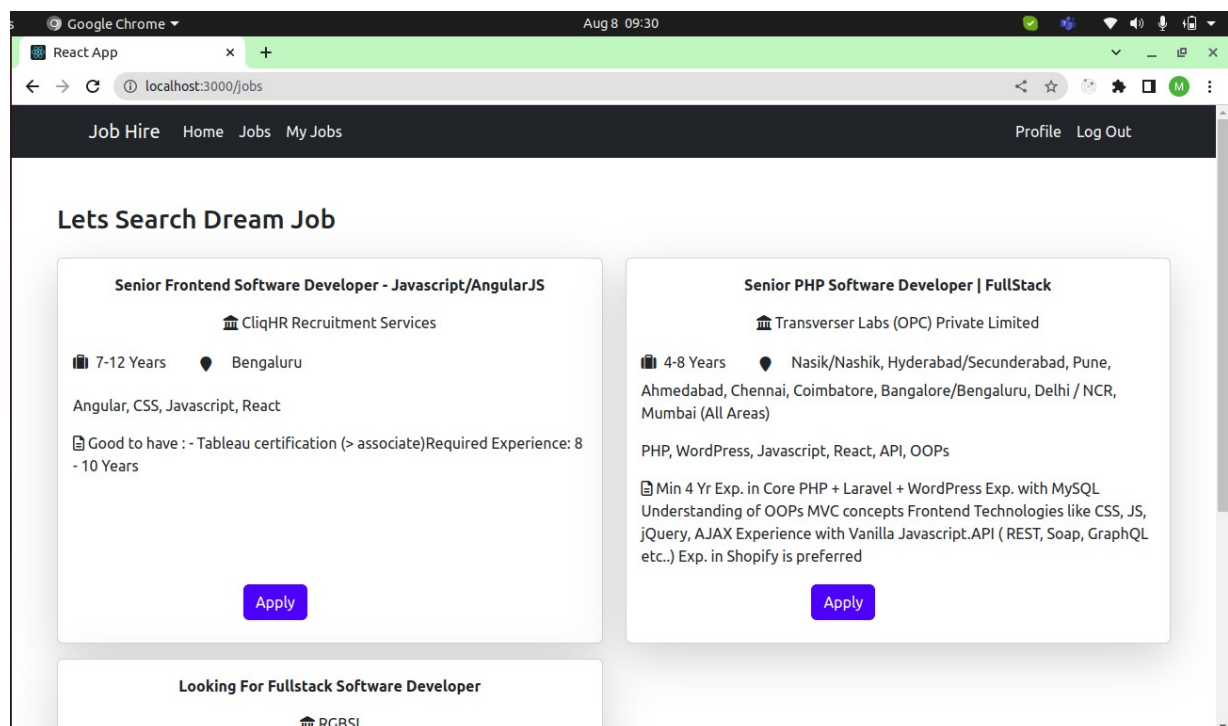 Google Chrome
Aug 8 09:30
React App
localhost:3000/jobs
M
Job Hire Home Jobs My Jobs Profile Log Out
Lets Search Dream Job
Senior Frontend Software Developer - Javascript/AngularJS
CliqHR Recruitment Services
7-12 Years Bengaluru
Angular, CSS, Javascript, React
Good to have : - Tableau certification (> associate)Required Experience: 8
- 10 Years
Apply
Senior PHP Software Developer | FullStack
Transverser Labs (OPC) Private Limited
4-8 Years Nasik/Nashik, Hyderabad/Secunderabad, Pune,
Ahmedabad, Chennai, Coimbatore, Bangalore/Bengaluru, Delhi / NCR,
Mumbai (All Areas)
PHP, WordPress, Javascript, React, API, OOPs
Min 4 Yr Exp. in Core PHP + Laravel + WordPress Exp. with MySQL
Understanding of OOPs MVC concepts Frontend Technologies like CSS, JS,
jQuery, AJAX Experience with Vanilla Javascript.API ( REST, Soap, GraphQL
etc..) Exp. in Shopify is preferred
Apply
Looking For Fullstack Software Developer
RGBSI